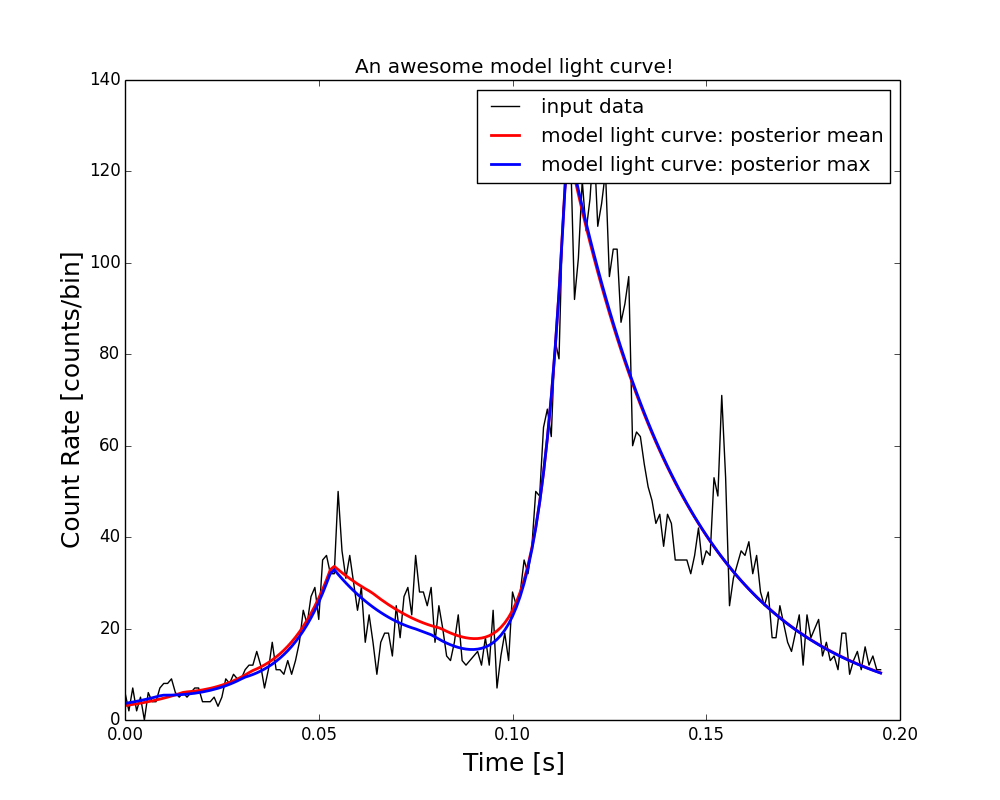 An awesome model light curve!
140
120
100
80
60
40
20
0
Count Rate [counts/bin]
input data
model light curve: posterior mean
model light curve: posterior max
0.00 0.05 0.10 0.15 0.20
Time [s]